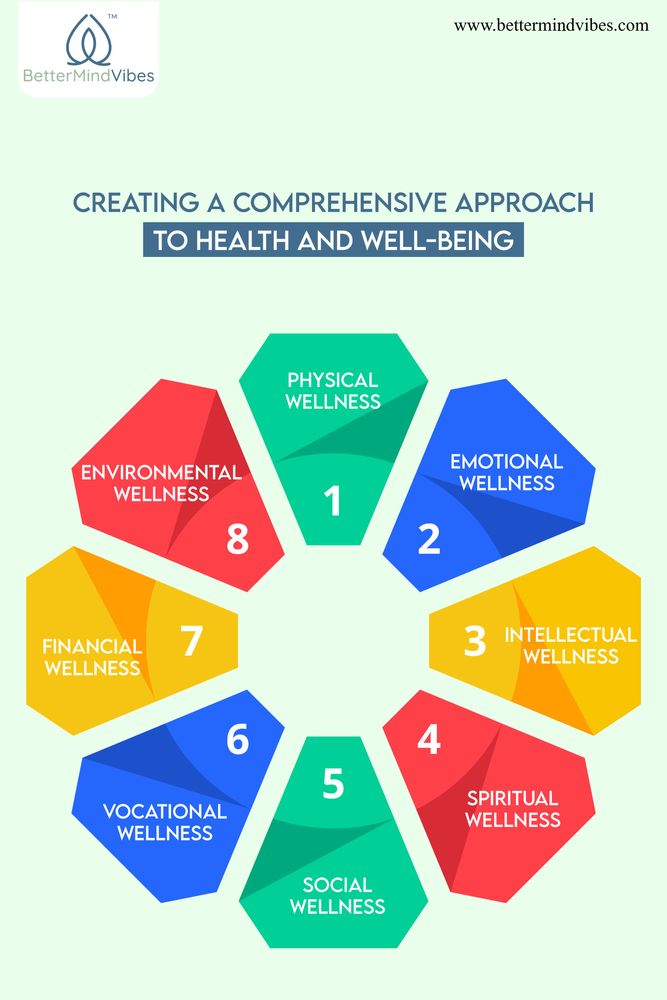 ™
BetterMindVibes
www.bettermindvibes.com
CREATING A COMPREHENSIVE APPROACH
TO HEALTH AND WELL-BEING
PHYSICAL
WELLNESS
1
EMOTIONAL
WELLNESS
2
3
INTELLECTUAL
WELLNESS
4
SPIRITUAL
WELLNESS
5
SOCIAL
WELLNESS
6
VOCATIONAL
WELLNESS
7
FINANCIAL
WELLNESS
ENVIRONMENTAL
WELLNESS
8